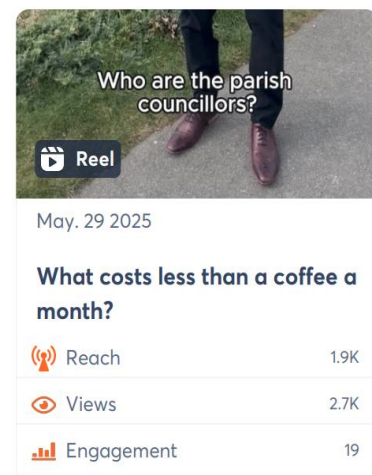 Who are the parish
councillors?
Reel
May. 29 2025
What costs less than a coffee a
month?
Reach 1.9K
Views 2.7K
Engagement 19